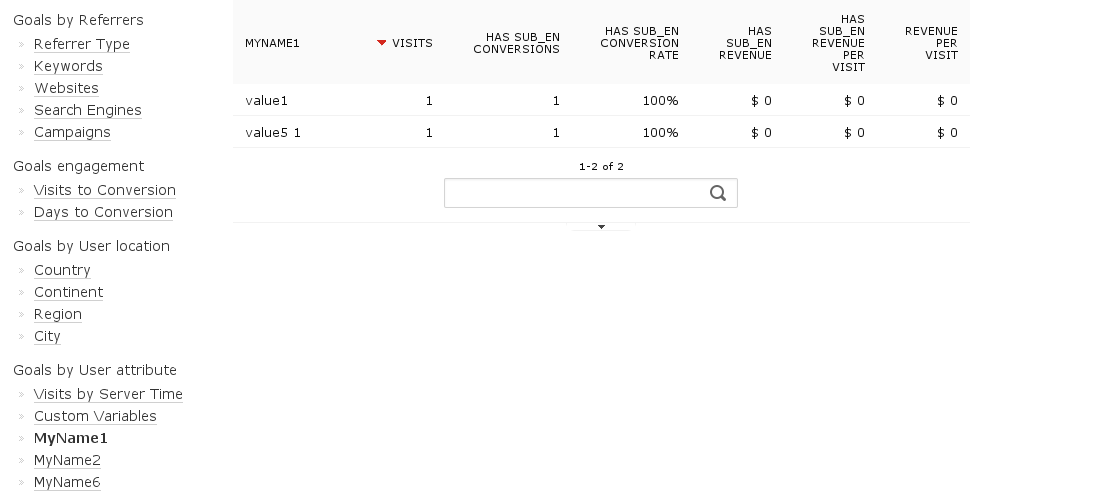 Goals by Referrers
Referrer Type
Keywords
Websites
Search Engines
Campaigns
Goals engagement
Visits to Conversion
Days to Conversion
Goals by User location
Country
Continent
Region
City
Goals by User attribute
Visits by Server Time
Custom Variables
MyName1
MyName2
MyName6
MYNAME1
VISITS
HAS SUB_EN
CONVERSIONS
HAS SUB_EN
CONVERSION
RATE
HAS
SUB_EN
REVENUE
HAS
SUB_EN
REVENUE
PER
VISIT
REVENUE
PER
VISIT
value1 1 1 100% $ 0 $ 0 $ 0
value5 1 1 1 100% $ 0 $ 0 $ 0
1-2 of 2